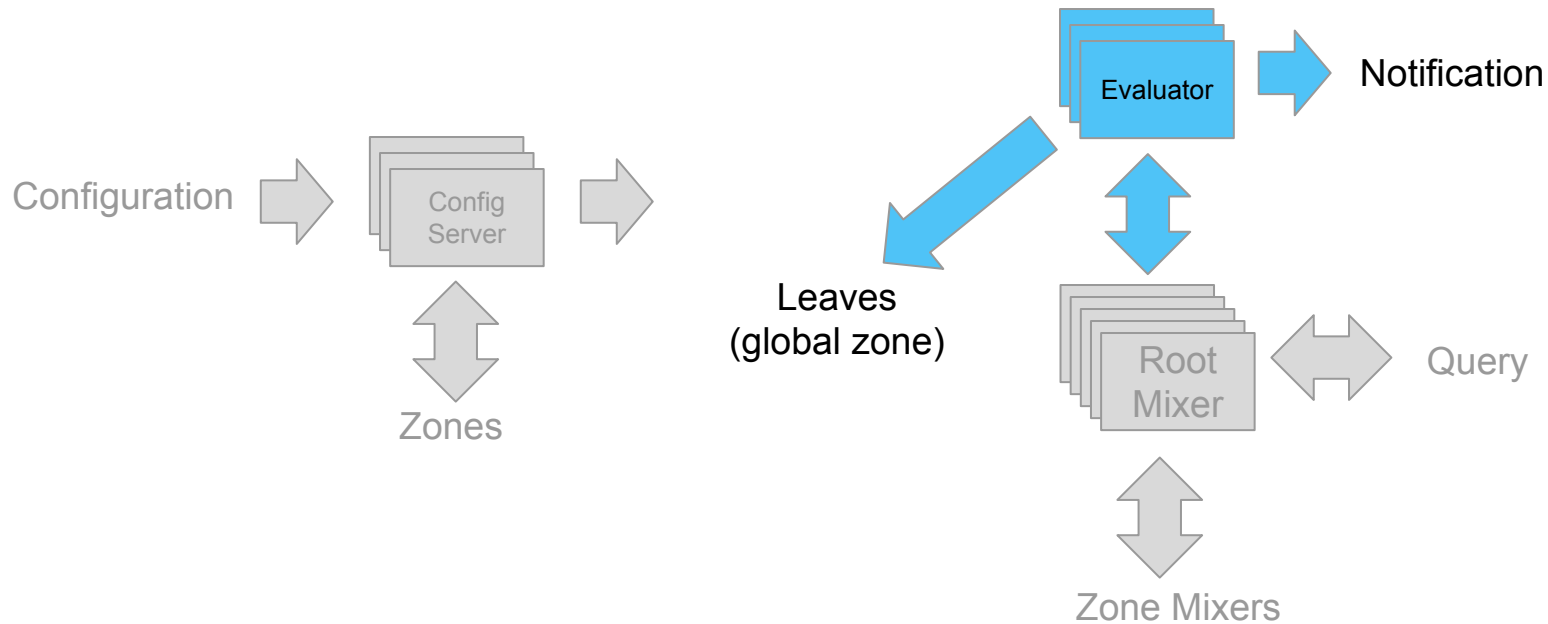 Evaluator
Notification
Configuration
Config
Server
Leaves
(global zone)
Root
Mixer
Query
Zones
Zone Mixers